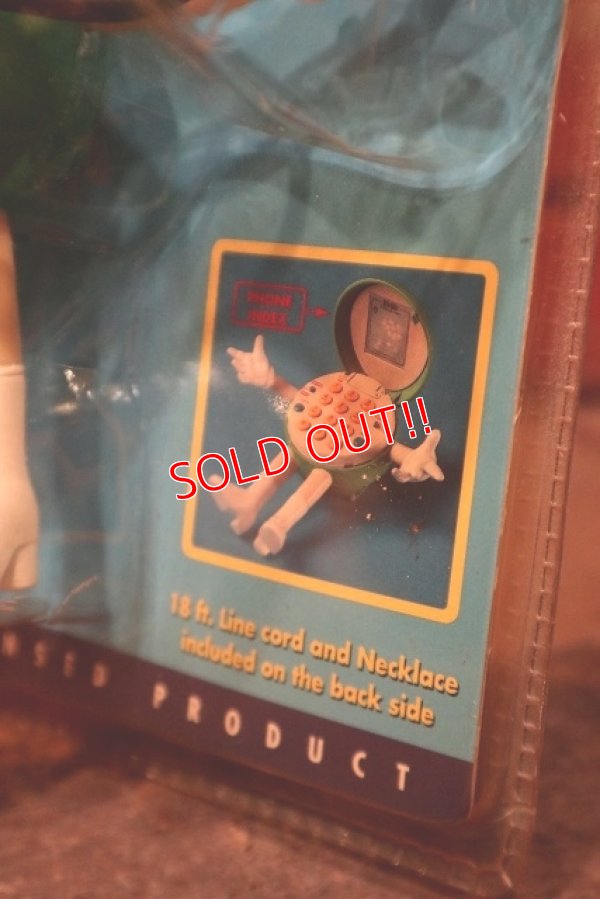 PHONE
INDEX
SOLD OUT!!
18 ft. Line cord and Necklace
included on the back side
PRODUCT